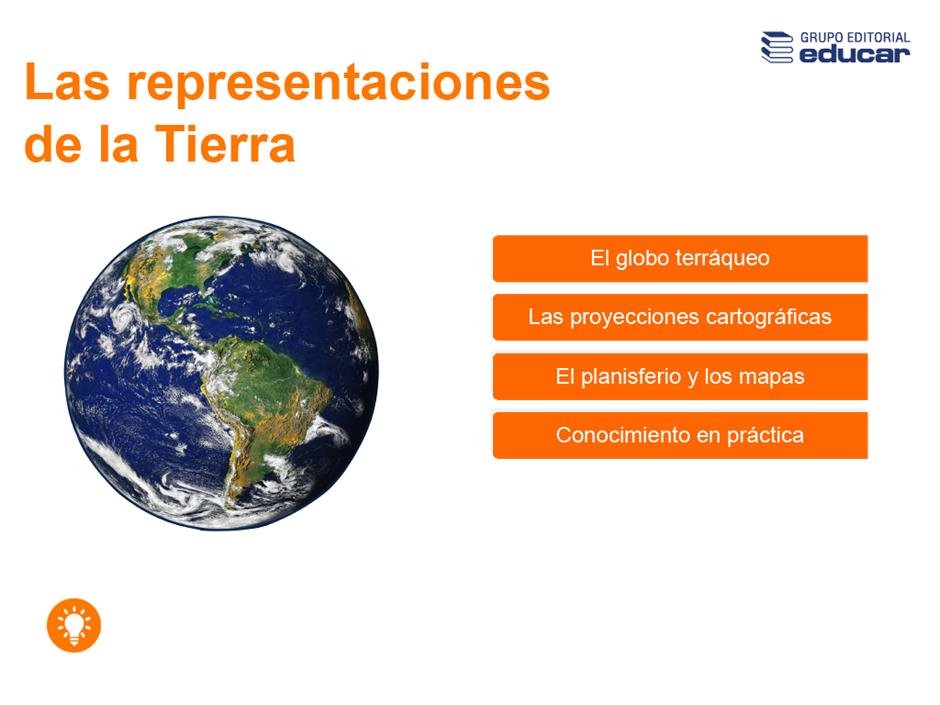 GRUPO EDITORIAL
educar
Las representaciones
de la Tierra
El globo terráqueo
Las proyecciones cartográficas
El planisferio y los mapas
Conocimiento en práctica